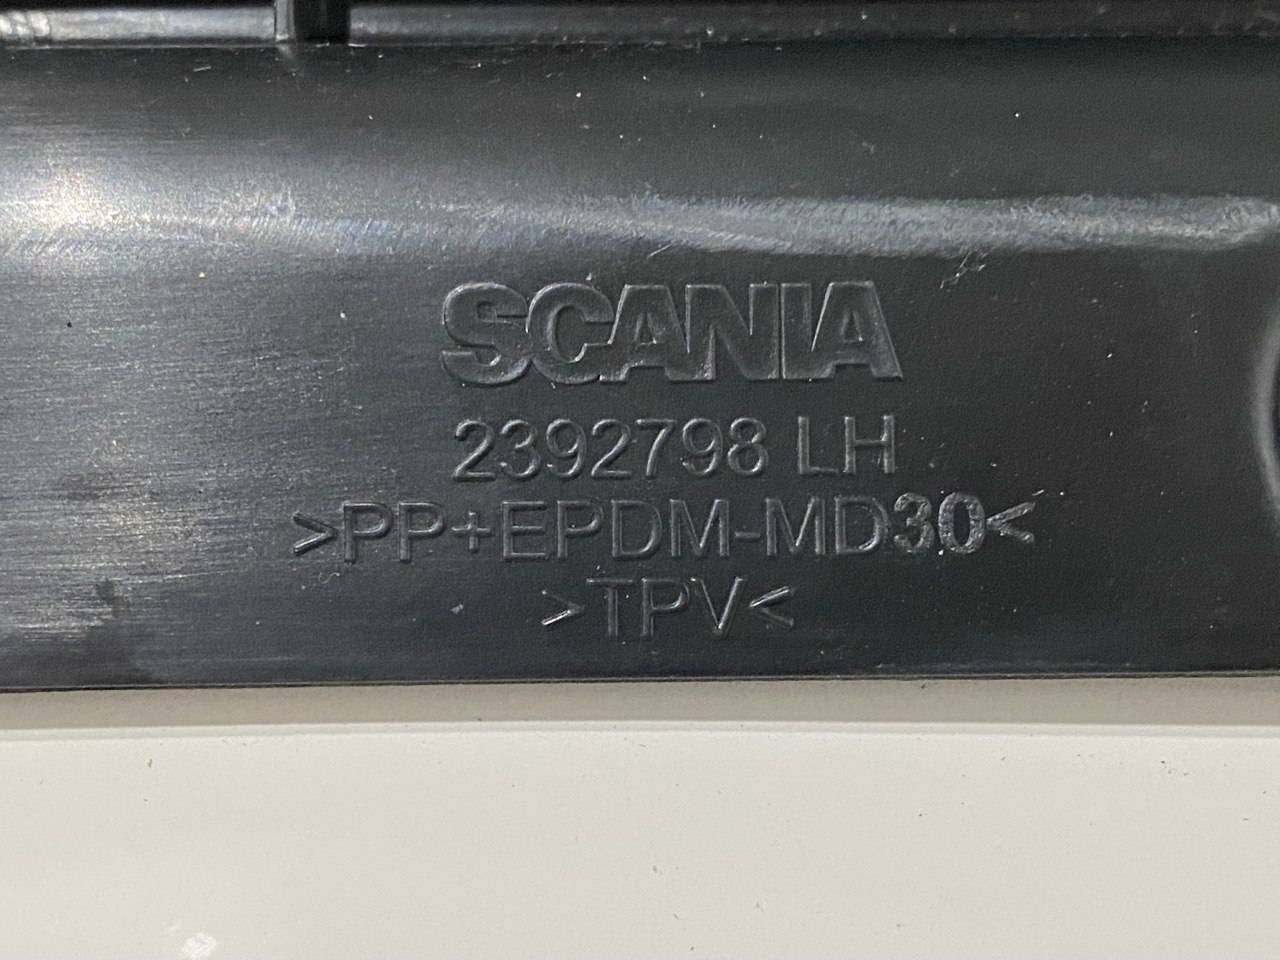 SCANIA
2392798 LH
>PP+EPDM-MD30<
>TPV<